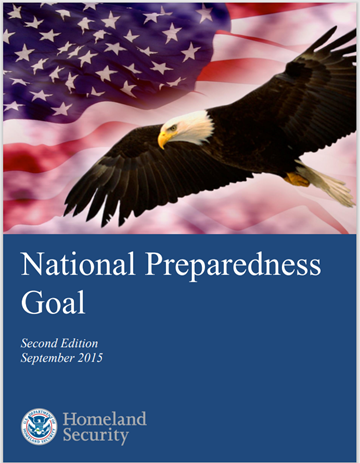 National Preparedness
Goal
Second Edition
September 2015
Homeland
Security